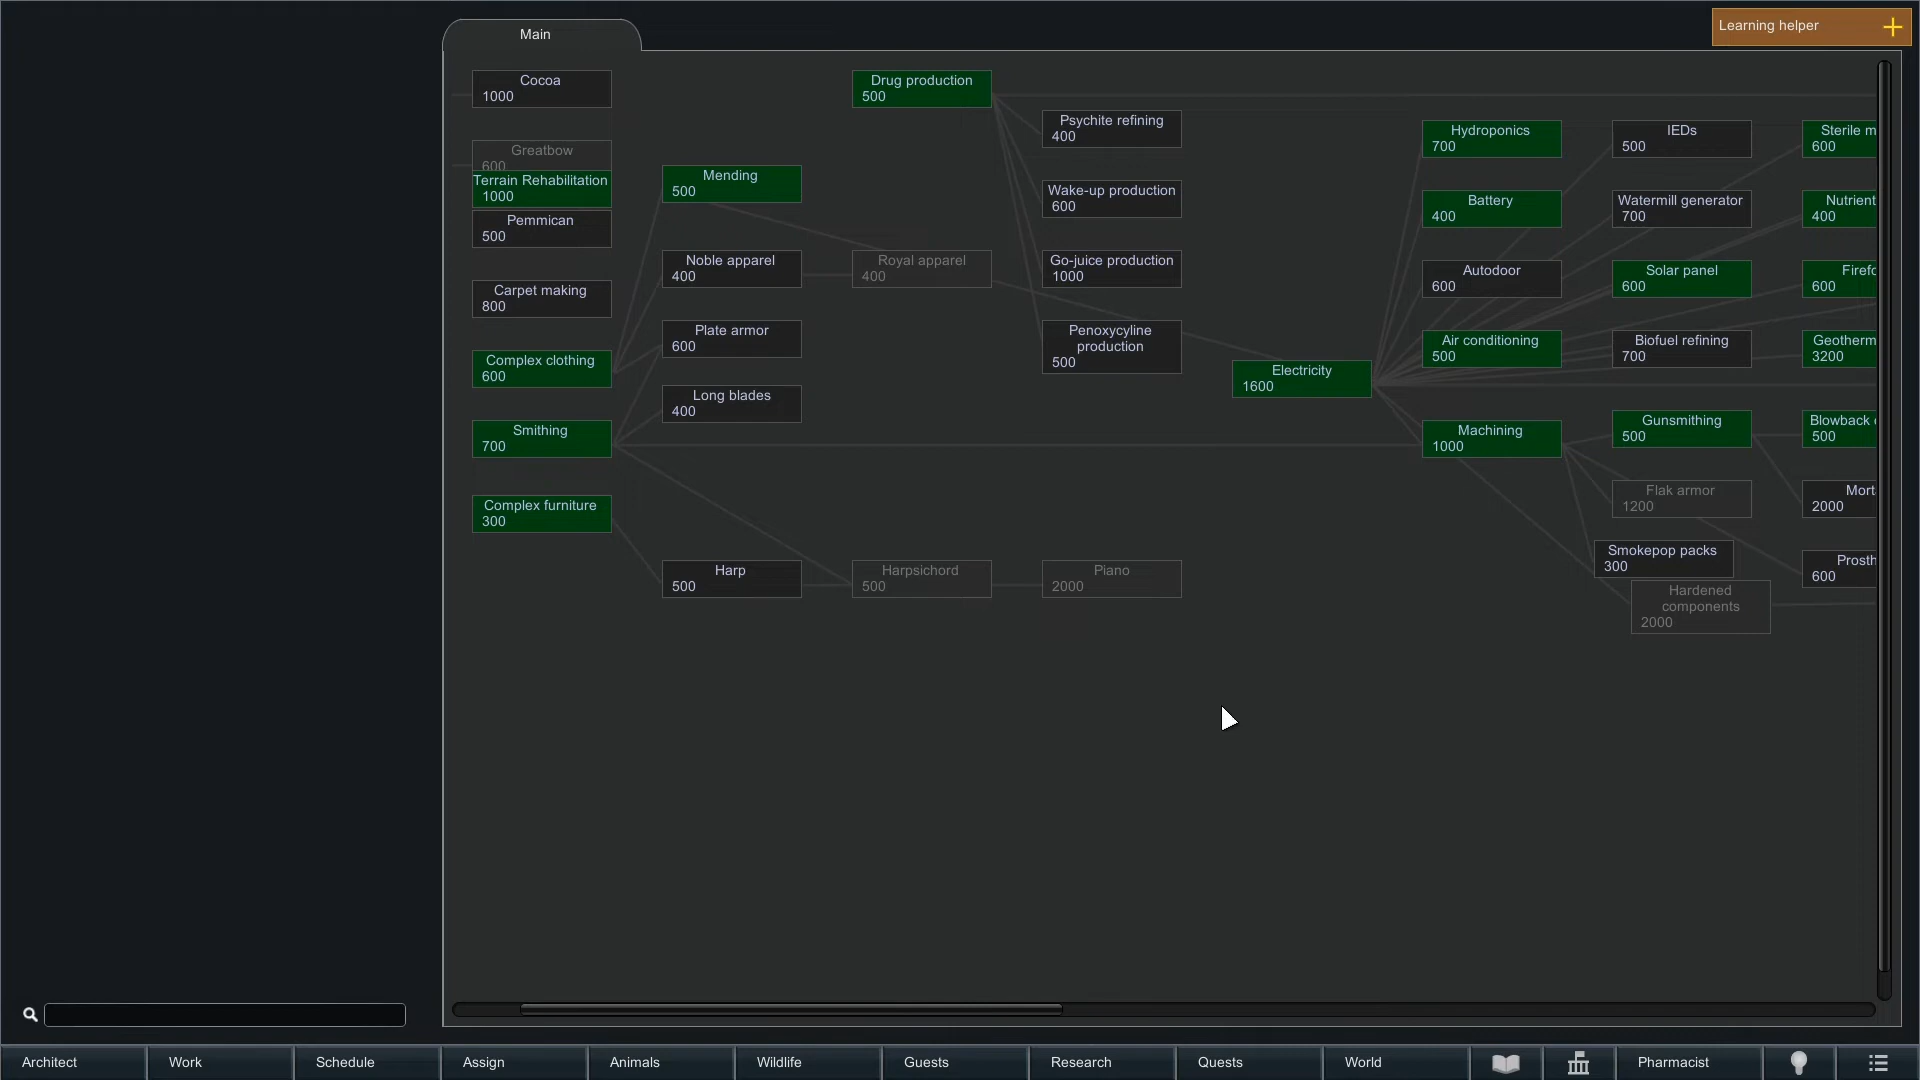 Main
Learning helper
Cocoa
1000
Greatbow
600
Terrain Rehabilitation
1000
Pemmican
500
Carpet making
800
Complex clothing
600
Smithing
700
Complex furniture
300
Mending
500
Noble apparel
400
Plate armor
600
Long blades
400
Harp
500
Drug production
500
Royal apparel
400
Harpsichord
500
Psychite refining
400
Wake-up production
600
Go-juice production
1000
Penoxycyline
production
500
Piano
2000
Electricity
1600
Hydroponics
700
Battery
400
Autodoor
600
Air conditioning
500
Machining
1000
IEDs
500
Watermill generator
700
Solar panel
600
Biofuel refining
700
Gunsmithing
500
Flak armor
1200
Smokepop packs
300
Hardened
components
2000
Sterile m
600
Nutrient
400
Firefo
600
Geotherm
3200
Blowback
500
Mort
2000
Prosth
600
Architect
Work
Schedule
Assign
Animals
Wildlife
Guests
Research
Quests
World
Pharmacist